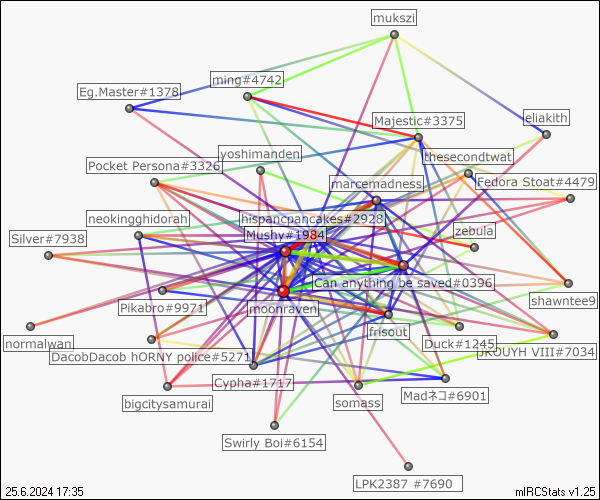 mukszi
ming#4742
Eg.Master#1378
eliakith
Majestic#3375
yoshimanden
thesecondtwat
Pocket Persona#3326
marcemadness
Fedora Stoat#4479
neokingghidorah
hispanicpancakes#2928
zebula
Mushy#1984
Silver#7938
Can anything be saved#0396
shawntee9
Pikabro#9971
moonraven
frisout
normalwan
Duck#1245
JKOUYH VIII#7034
DacobDacob hORNY police#5271
Cypha#1717
Madネコ#6901
bigcitysamurai
somass
Swirly Boi#6154
LPK2387 #7690
25.6.2024 17:35
mIRCStats v1.25